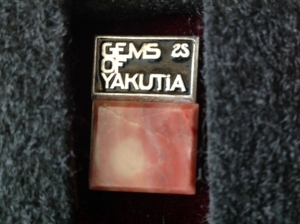 GEMS 2S
OF
YAKUTIA